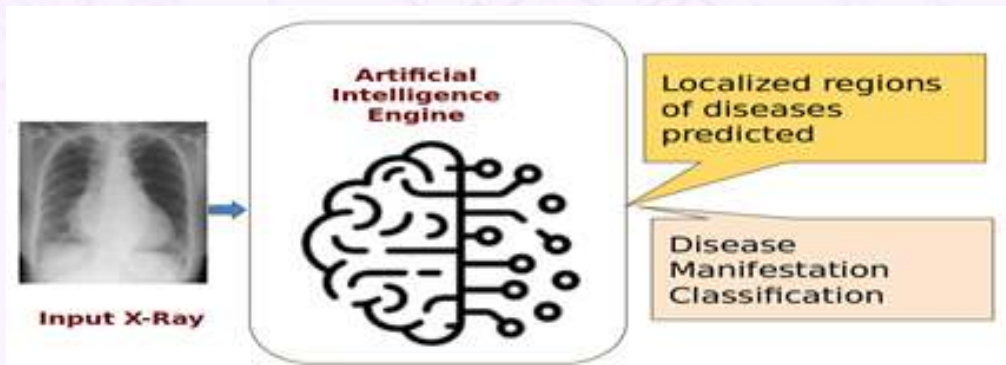 Artificial
Intelligence
Engine
Input X-Ray
Localized regions
of diseases
predicted
Disease
Manifestation
Classification